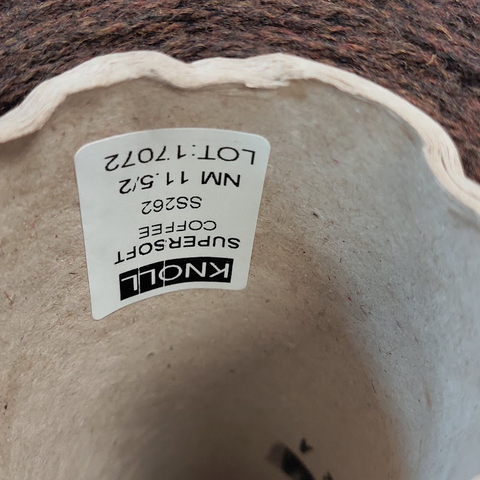 KNOLL
SUPERSOFT
COFFEE
SS262
NM 11.5/2
LOT:17072